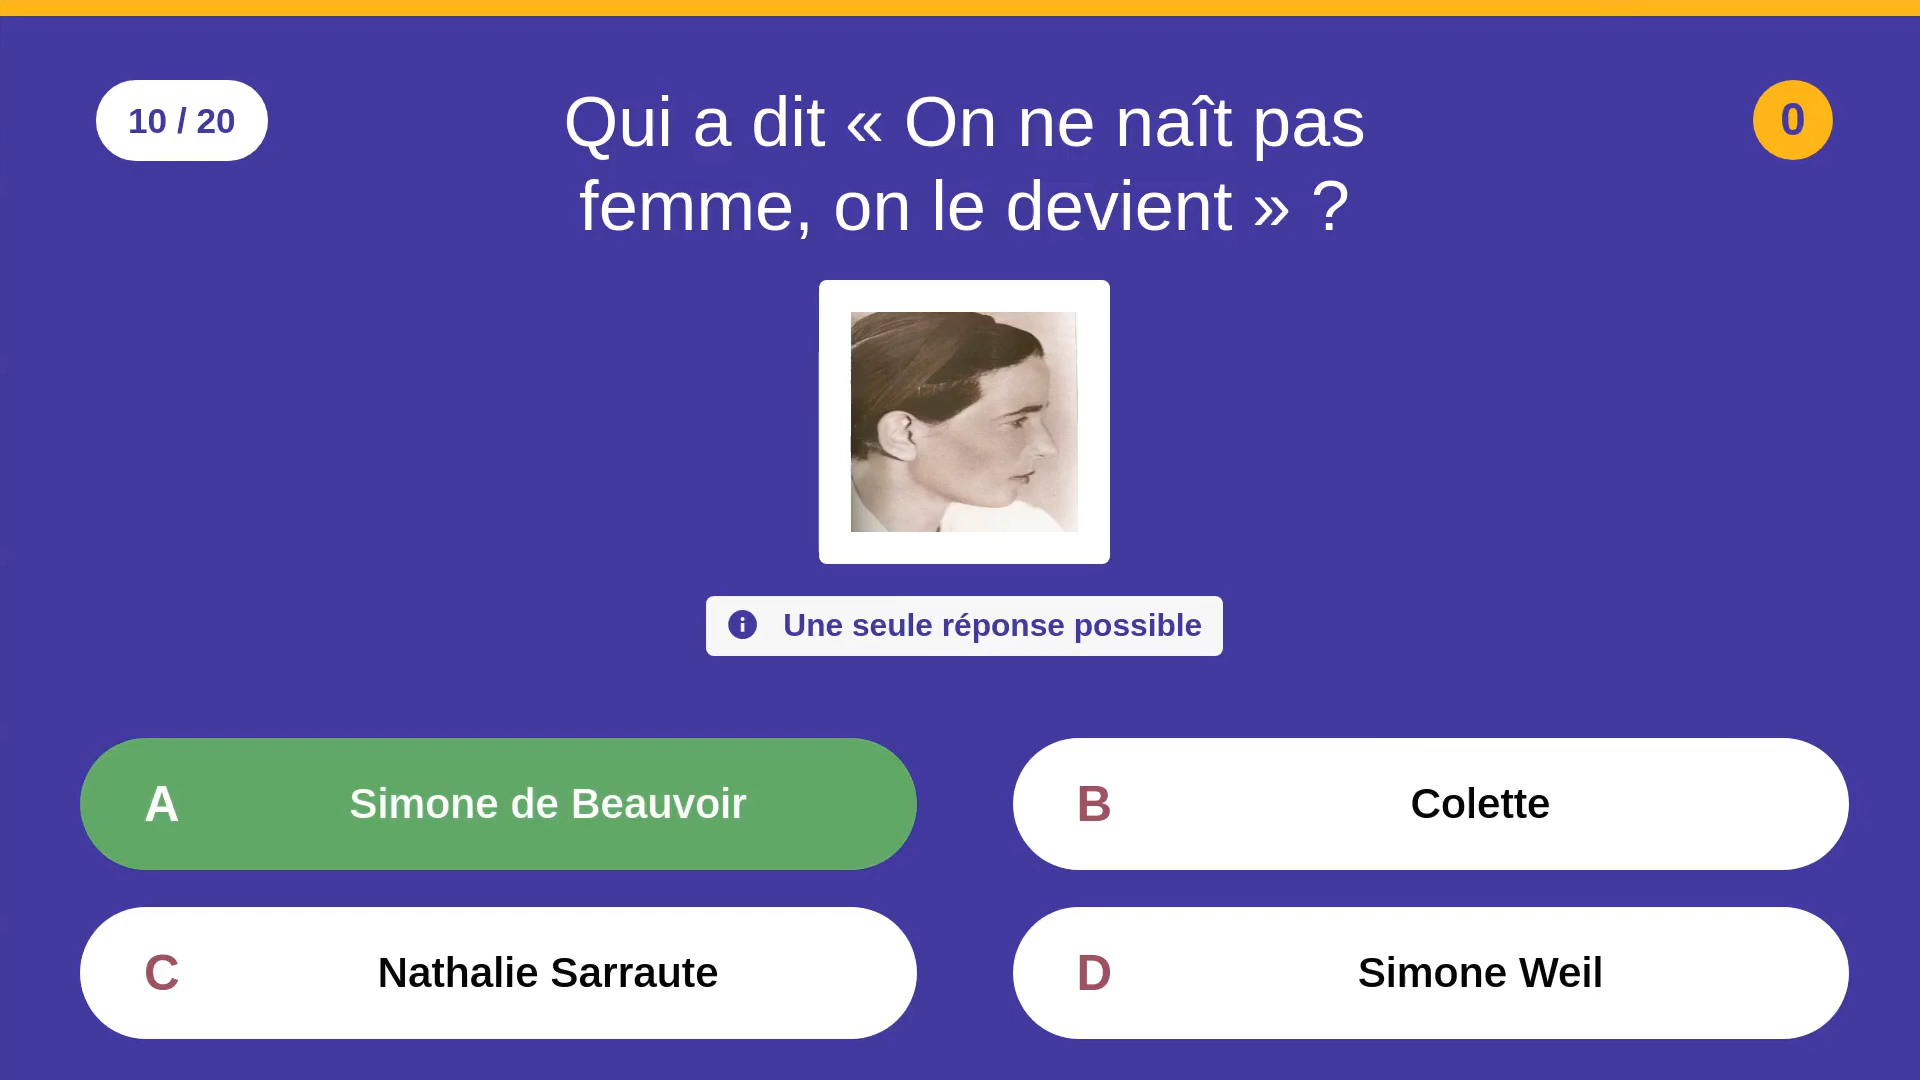 10 / 20
Qui a dit « On ne naît pas
femme, on le devient » ?
0
Une seule réponse possible
A Simone de Beauvoir
B Colette
C Nathalie Sarraute
D Simone Weil